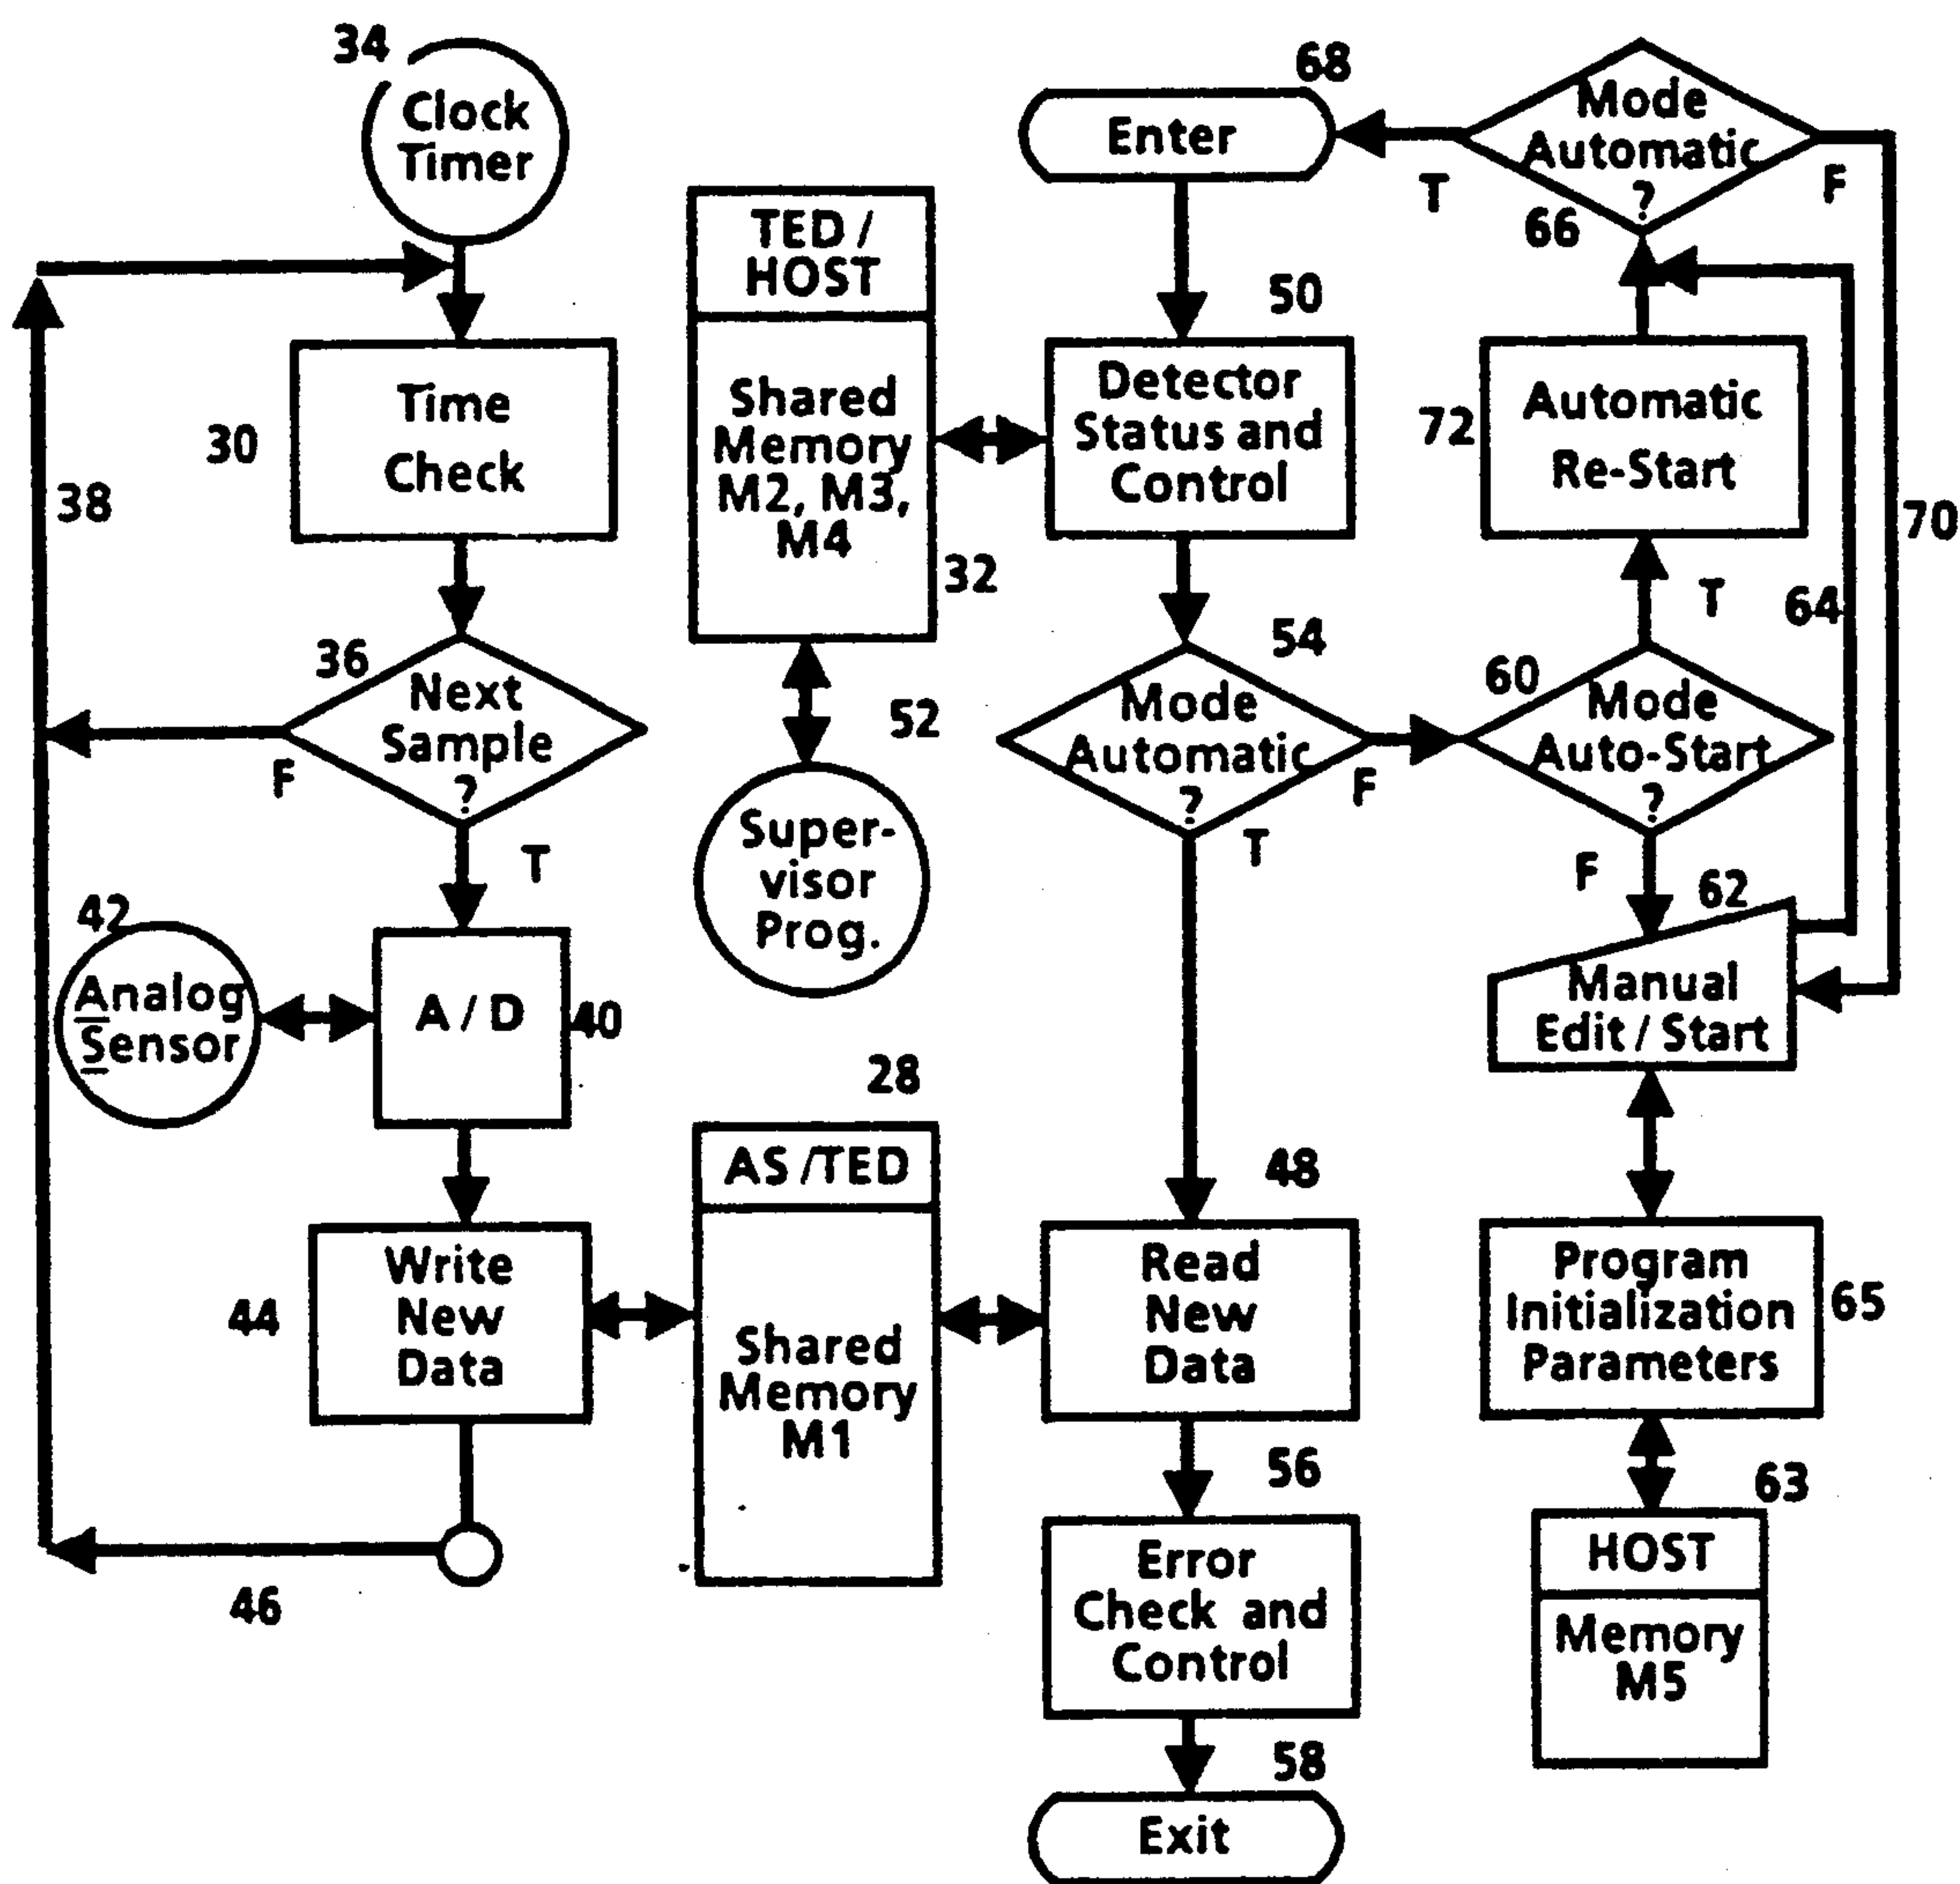 34
Clock
Timer
30
Time
Check
38
36
Next
Sample
?
F
T
42
Analog
Sensor
A / D
40
44
Write
New
Data
46
TED /
HOST
Shared
Memory
M2, M3,
M4
32
52
Super-
visor
Prog.
28
AS /TED
Shared
Memory
M1
68
Enter
50
Detector
Status and
Control
54
Mode
Automatic
?
F
T
48
Read
New
Data
56
Error
Check and
Control
58
Exit
Mode
Automatic
?
66
T
F
72
Automatic
Re-Start
70
64
T
60
Mode
Auto-Start
?
F
62
Manual
Edit / Start
Program
Initialization
Parameters
65
63
HOST
Memory
M5